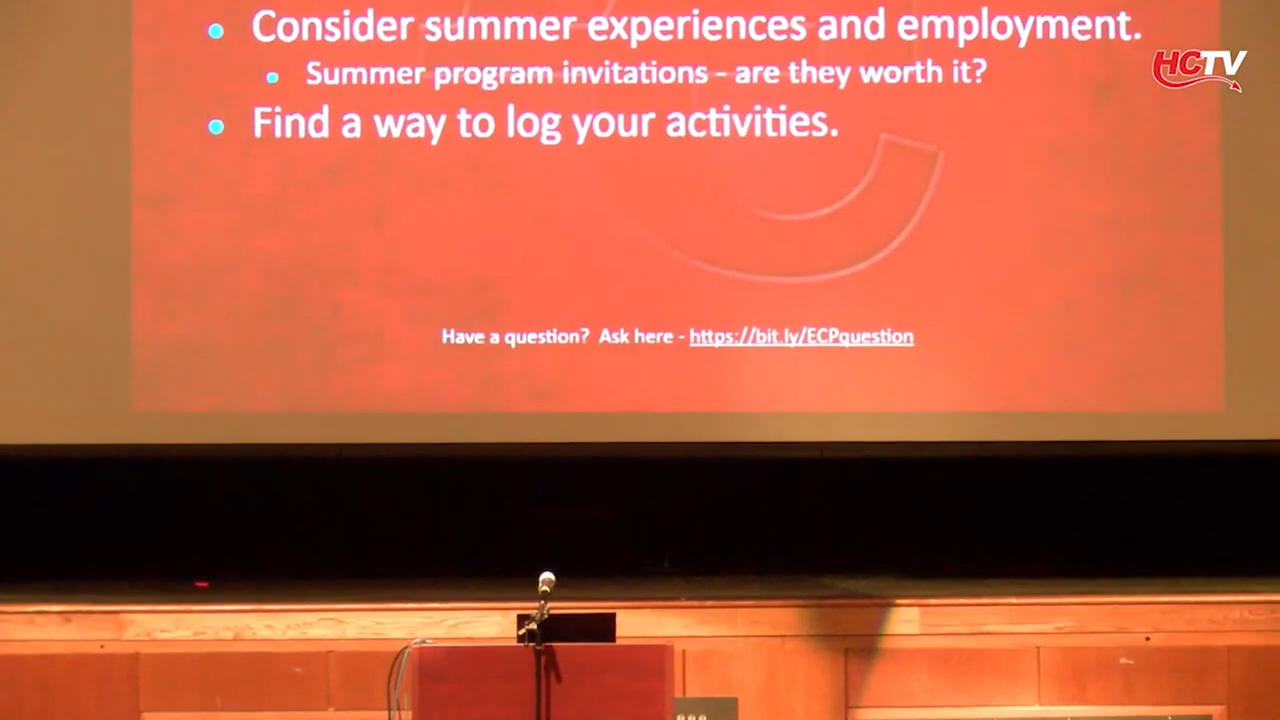 Consider summer experiences and employment.
HCTV
Summer program invitations - are they worth it?
Find a way to log your activities.
Have a question? Ask here - https://bit.ly/ECPquestion